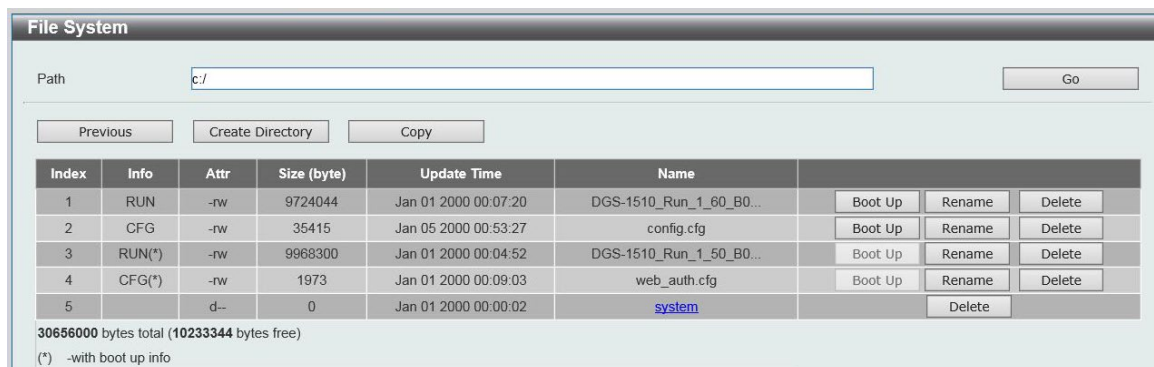 File System
Path c:/ Go
Previous Create Directory Copy
Index Info Attr Size (byte) Update Time Name
1 RUN -rw 9724044 Jan 01 2000 00:07:20 DGS-1510_Run_1_60_B0... Boot Up Rename Delete
2 CFG -rw 35415 Jan 05 2000 00:53:27 config.cfg Boot Up Rename Delete
3 RUN(*) -rw 9968300 Jan 01 2000 00:04:52 DGS-1510_Run_1_50_B0... Boot Up Rename Delete
4 CFG(*) -rw 1973 Jan 01 2000 00:09:03 web_auth.cfg Boot Up Rename Delete
5 d-- 0 Jan 01 2000 00:00:02 system Delete
30656000 bytes total (10233344 bytes free)
(*) -with boot up info